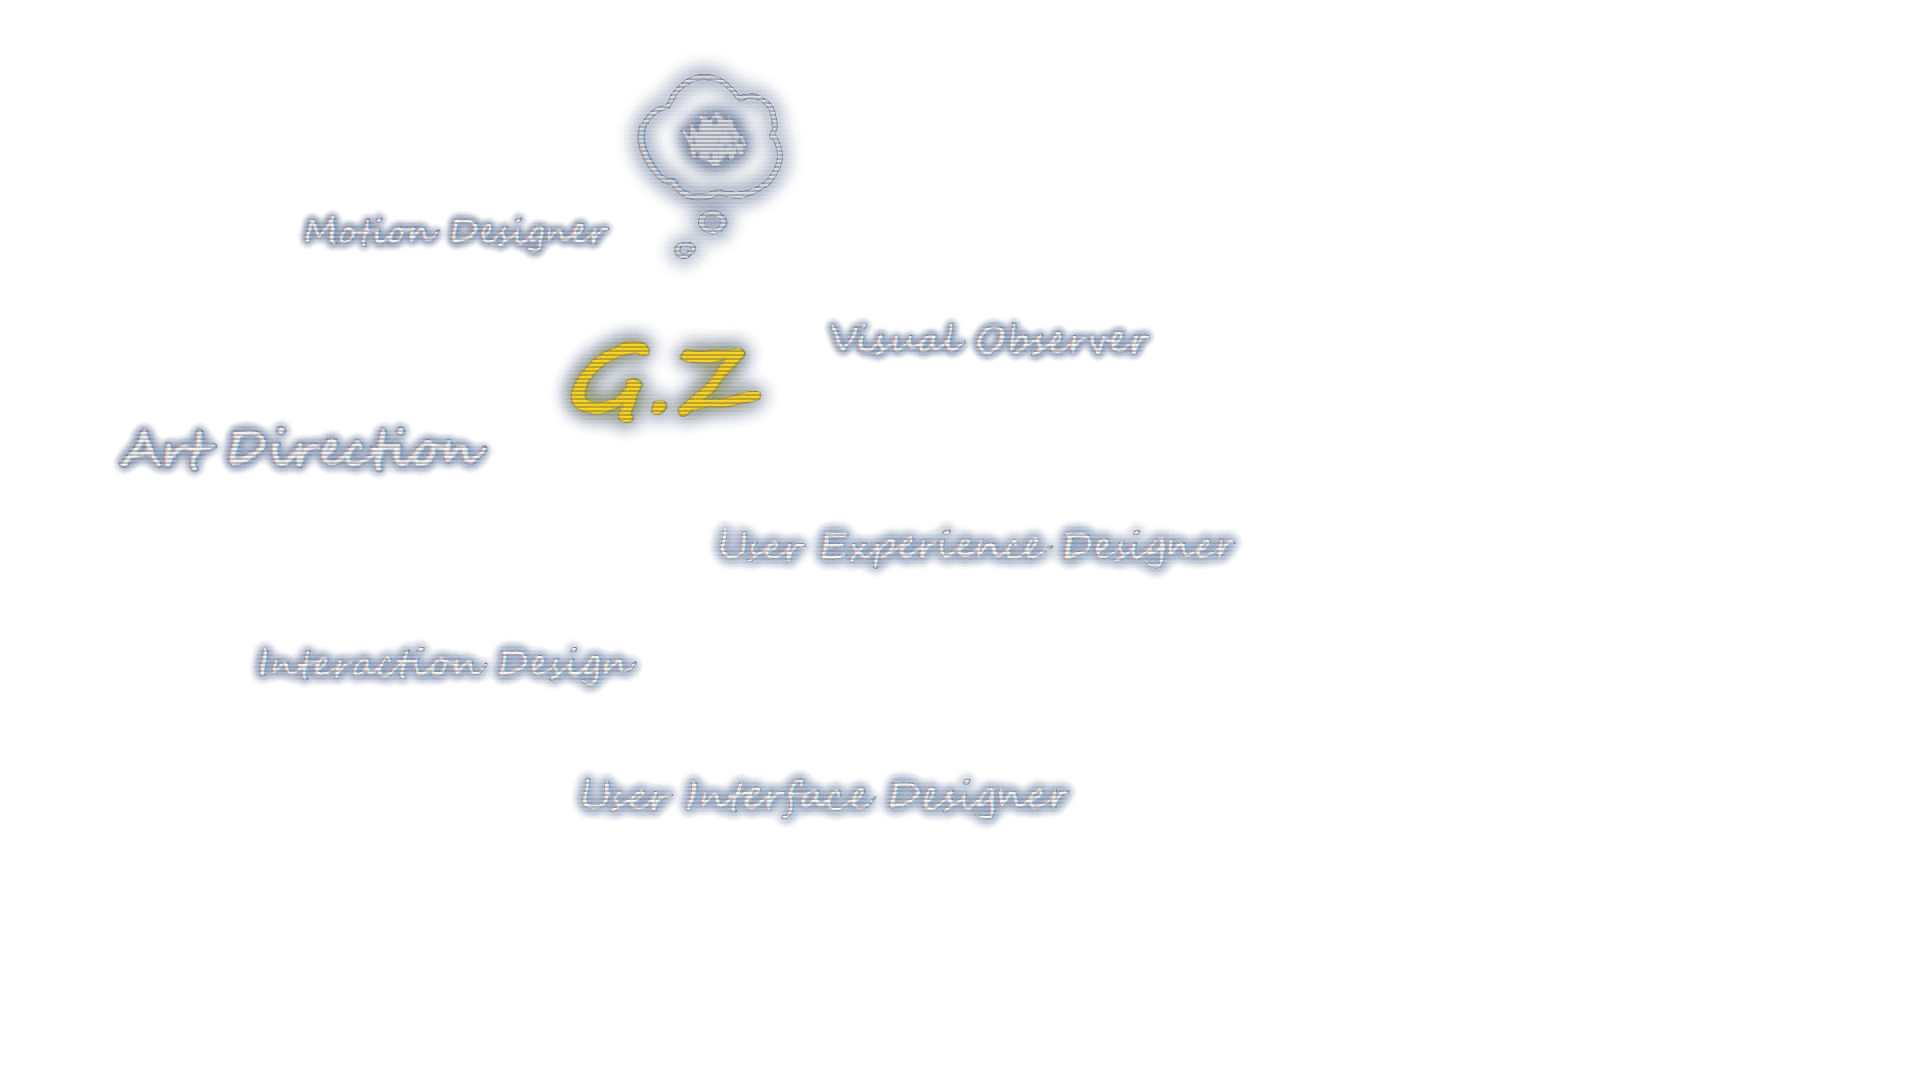 Motion Designer
Visual Observer
G.Z
Art Direction
User Experience Designer
Interaction Design
User Interface Designer